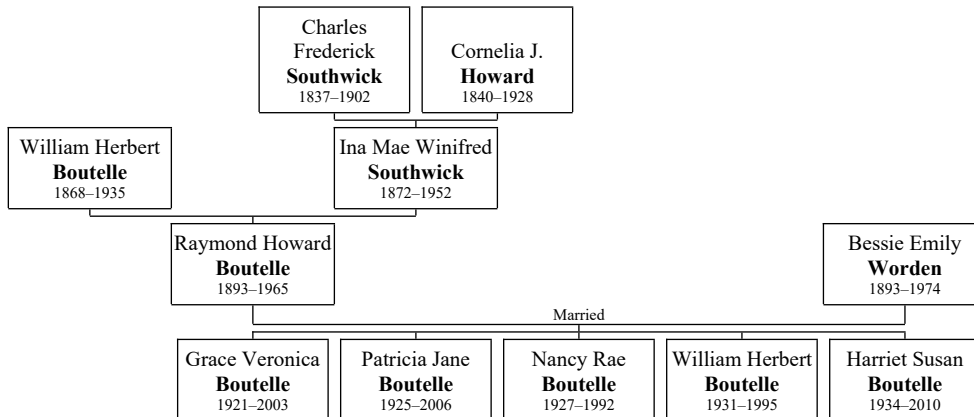 Charles
Frederick
Southwick
1837–1902
Cornelia J.
Howard
1840–1928
William Herbert
Boutelle
1868–1935
Ina Mae Winifred
Southwick
1872–1952
Raymond Howard
Boutelle
1893–1965
Bessie Emily
Worden
1893–1974
Married
Grace Veronica
Boutelle
1921–2003
Patricia Jane
Boutelle
1925–2006
Nancy Rae
Boutelle
1927–1992
William Herbert
Boutelle
1931–1995
Harriet Susan
Boutelle
1934–2010